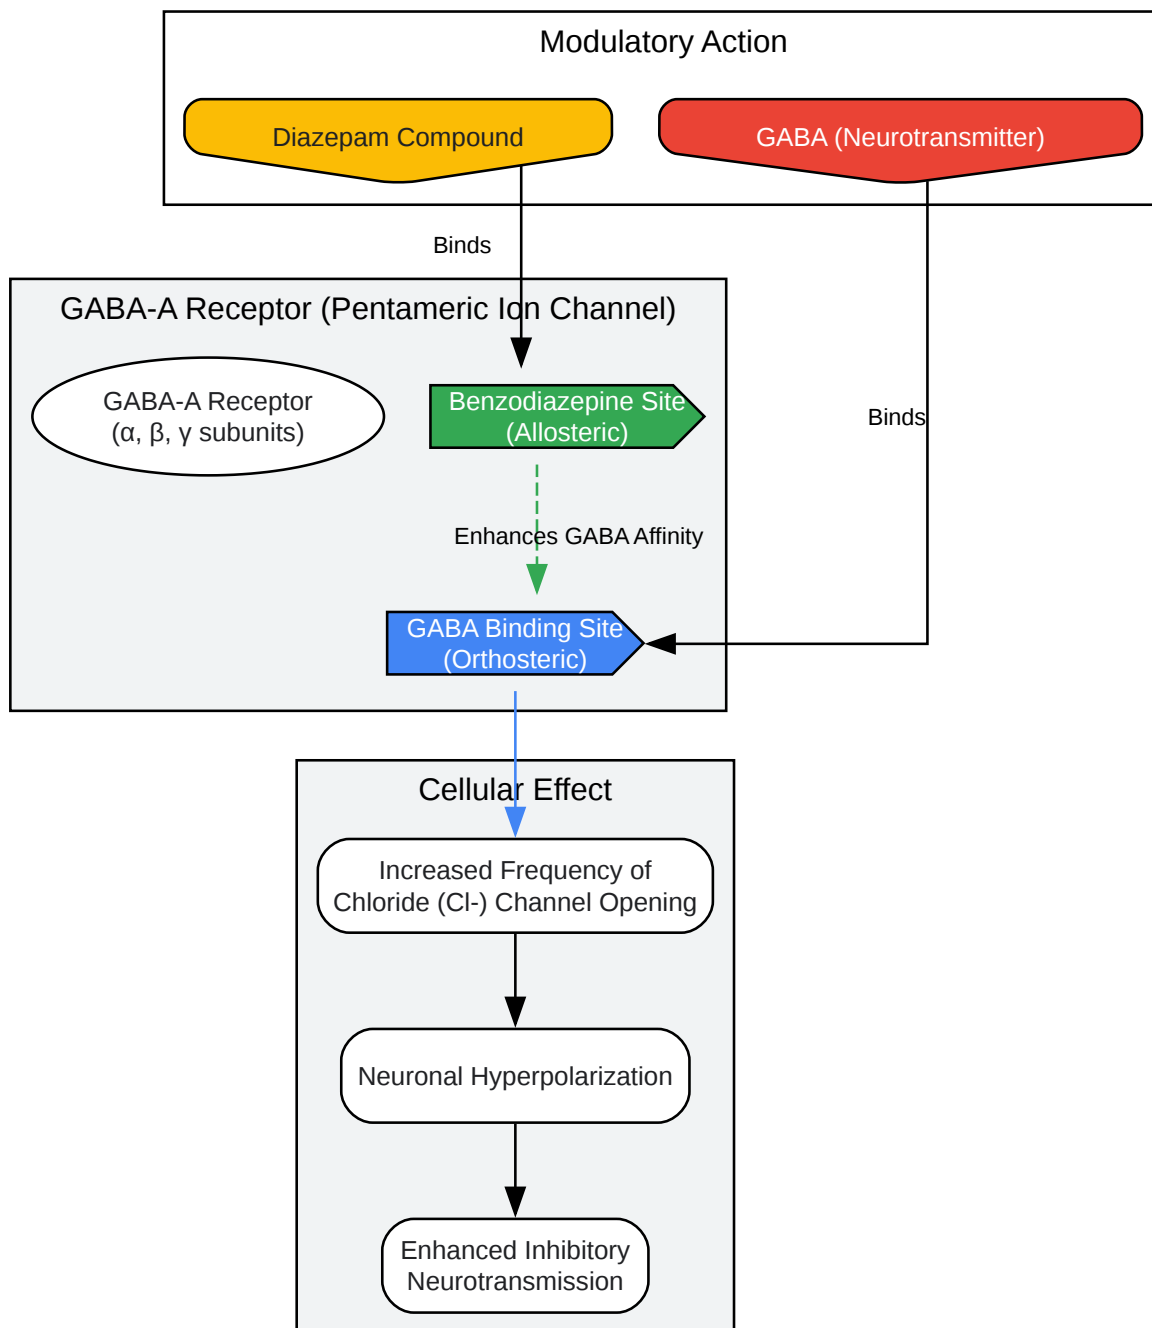 Modulatory Action
Diazepam Compound
GABA (Neurotransmitter)
Binds
GABA-A Receptor (Pentameric Ion Channel)
GABA-A Receptor
(α, β, γ subunits)
Benzodiazepine Site
(Allosteric)
Binds
Enhances GABA Affinity
GABA Binding Site
(Orthosteric)
Cellular Effect
Increased Frequency of
Chloride (Cl-) Channel Opening
Neuronal Hyperpolarization
Enhanced Inhibitory
Neurotransmission